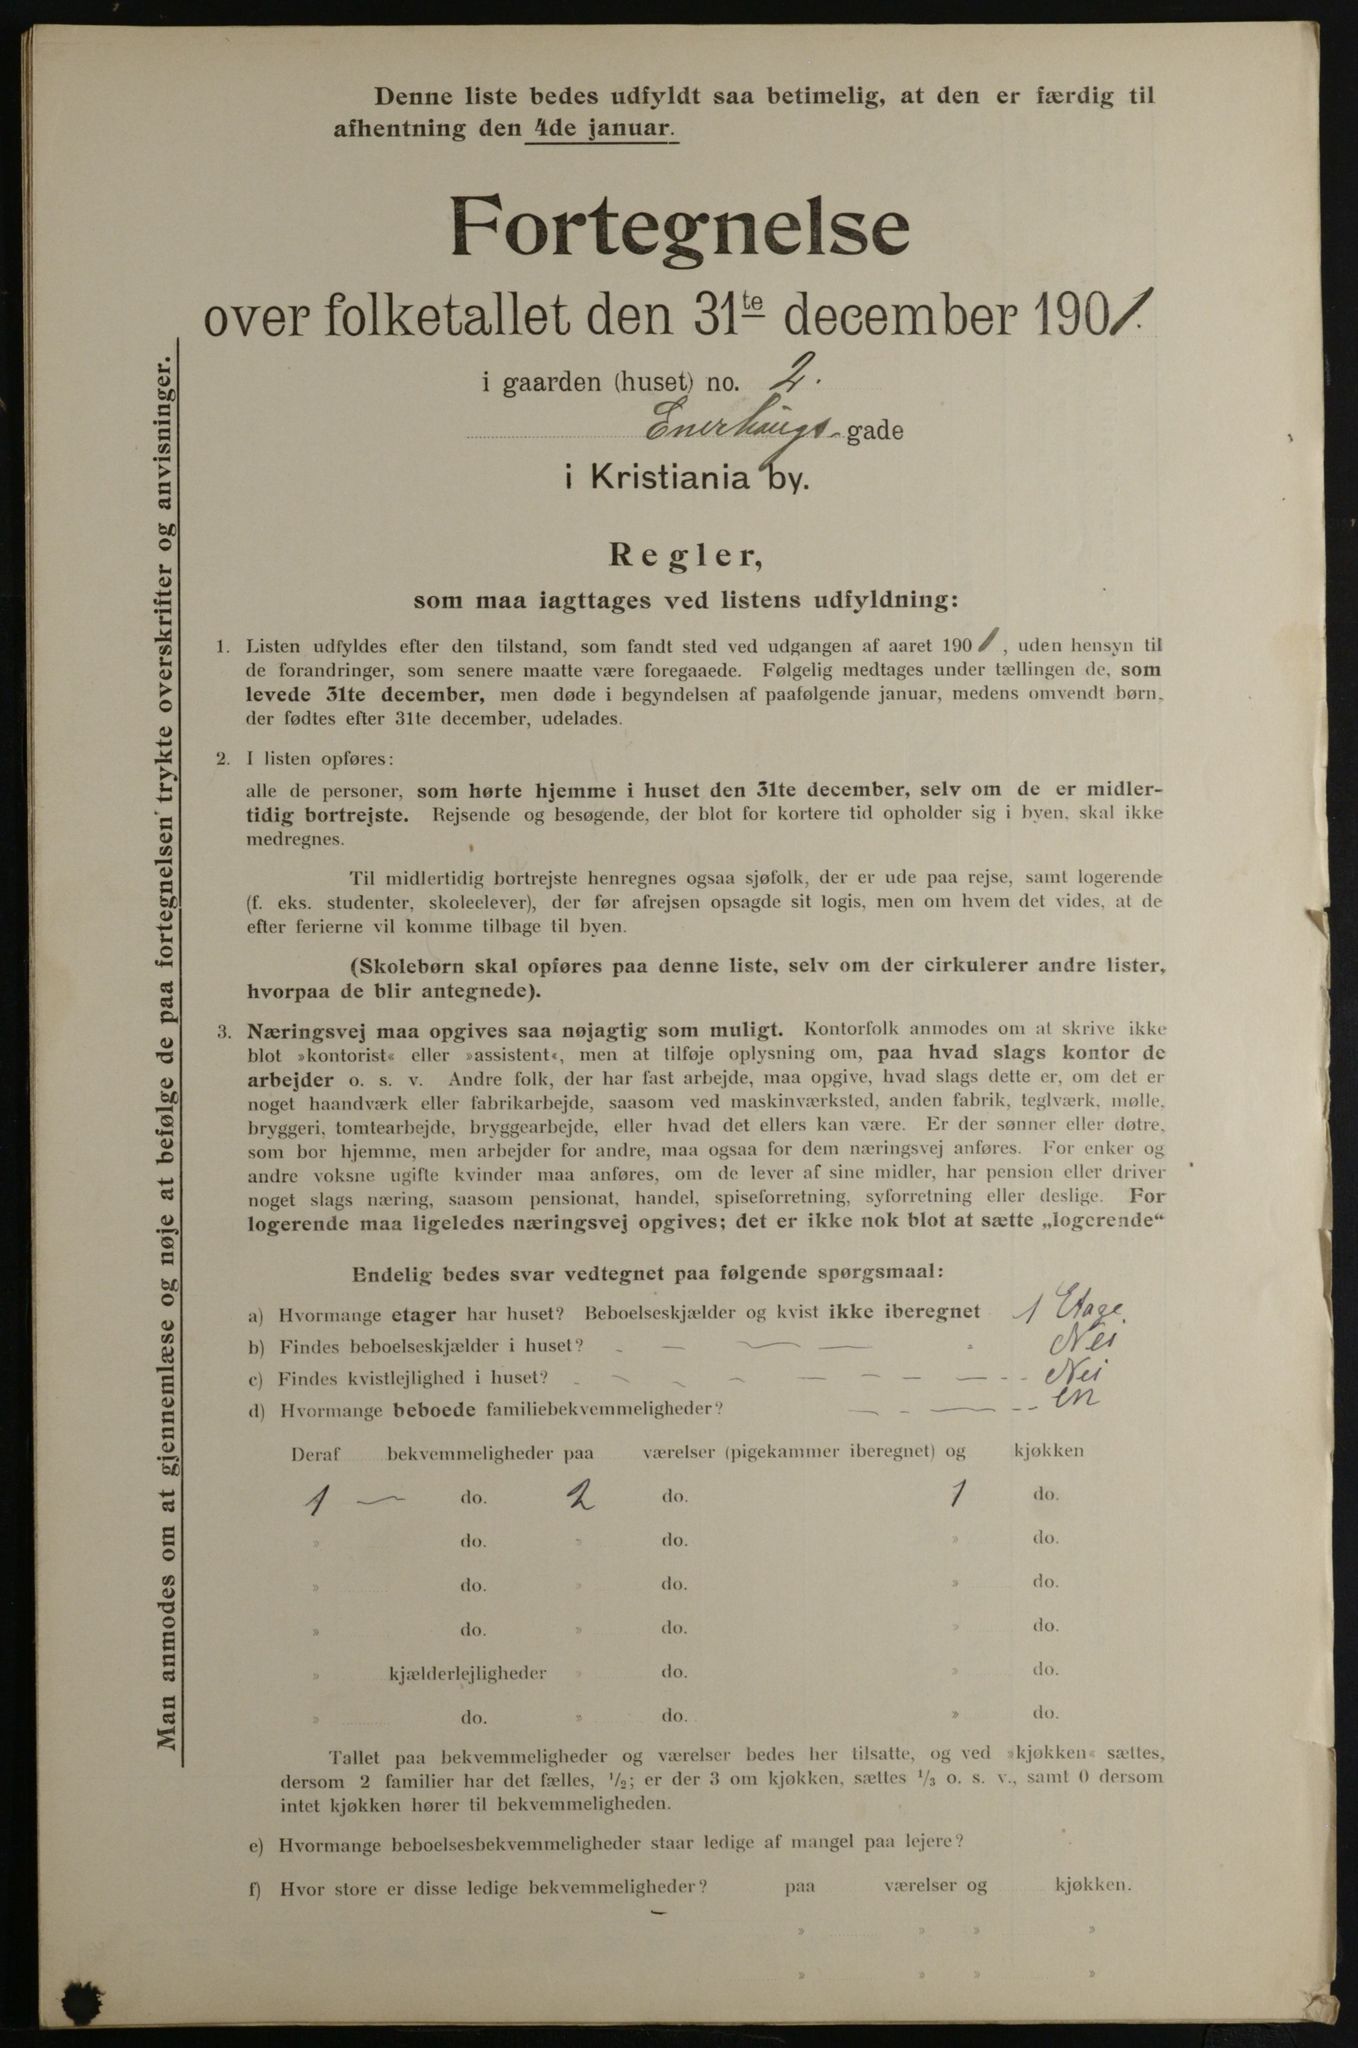 Denne liste bedes udfyldt saa betimelig, at den er færdig til
afhentning den 4de januar.
Fortegnelse
over folketallet den 31te december 1901.
i gaarden (huset) no. 2.
Enerhaugs-gade
i Kristiania by.
Regler,
som maa iagttages ved listens udfyldning:
1. Listen udfyldes efter den tilstand, som fandt sted ved udgangen af aaret 1901, uden hensyn til
de forandringer, som senere maatte være foregaaede. Følgelig medtages under tællingen de, som
levede 31te december, men døde i begyndelsen af paafølgende januar, medens omvendt børn,
der fødtes efter 31te december, udelades.
2. I listen opføres:
alle de personer, som hørte hjemme i huset den 31te december, selv om de er midler-
tidig bortrejste. Rejsende og besøgende, der blot for kortere tid opholder sig i byen, skal ikke
medregnes.
Til midlertidig bortrejste henregnes ogsaa sjøfolk, der er ude paa rejse, samt logerende
(f. eks. studenter, skoleelever), der før afrejsen opsagde sit logis, men om hvem det vides, at de
efter ferierne vil komme tilbage til byen.
(Skolebørn skal opføres paa denne liste, selv om der cirkulerer andre lister,
hvorpaa de blir antegnede).
3. Næringsvej maa opgives saa nøjagtig som muligt. Kontorfolk anmodes om at skrive ikke
blot »kontorist« eller »assistent«, men at tilføje oplysning om, paa hvad slags kontor de
arbejder o. s. v. Andre folk, der har fast arbejde, maa opgive, hvad slags dette er, om det er
noget haandværk eller fabrikarbejde, saasom ved maskinværksted, anden fabrik, teglværk, mølle,
bryggeri, tomtearbejde, bryggearbejde, eller hvad det ellers kan være. Er der sønner eller døtre,
som bor hjemme, men arbejder for andre, maa ogsaa for dem næringsvej anføres. For enker og
andre voksne ugifte kvinder maa anføres, om de lever af sine midler, har pension eller driver
noget slags næring, saasom pensionat, handel, spiseforretning, syforretning eller deslige. For
logerende maa ligeledes næringsvej opgives; det er ikke nok blot at sætte „logerende“
Endelig bedes svar vedtegnet paa følgende spørgsmaal:
a) Hvormange etager har huset? Beboelseskjælder og kvist ikke iberegnet 1 Etage.
b) Findes beboelseskjælder i huset? Nei
c) Findes kvistlejlighed i huset? Nei
d) Hvormange beboede familiebekvemmeligheder? en
Deraf bekvemmeligheder paa værelser (pigekammer iberegnet) og kjøkken
1 — do. 2 do. 1 do.
» do. » do. » do.
» do. » do. » do.
» do. » do. » do.
» kjælderlejligheder » do. » do.
» do. » do. » do.
Tallet paa bekvemmeligheder og værelser bedes her tilsatte, og ved »kjøkken« sættes,
dersom 2 familier har det fælles, 1/2; er der 3 om kjøkken, sættes 1/3 o. s. v., samt 0 dersom
intet kjøkken hører til bekvemmeligheden.
e) Hvormange beboelsesbekvemmeligheder staar ledige af mangel paa lejere?
f) Hvor store er disse ledige bekvemmeligheder? paa værelser og kjøkken.
» » » »
» » » »
Man anmodes om at gjennemlæse og nøje at befølge de paa fortegnelsen trykte overskrifter og anvisninger.